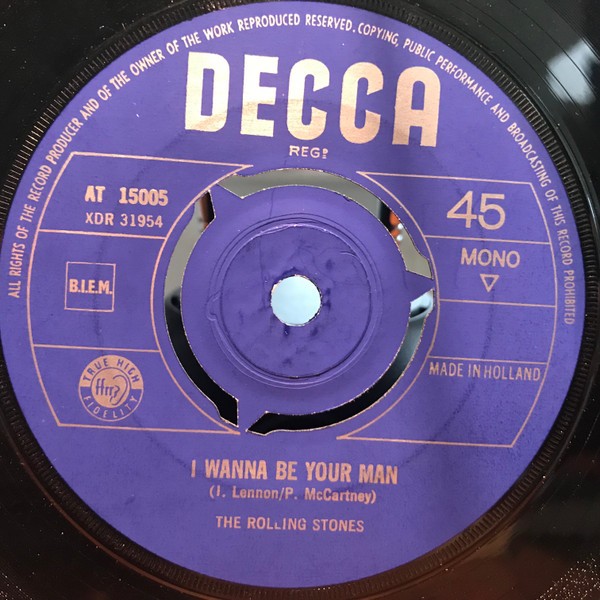 ALL RIGHTS OF THE RECORD PRODUCER AND OF THE OWNER OF THE WORK REPRODUCED RESERVED. COPYING, PUBLIC PERFORMANCE AND BROADCASTING OF THIS RECORD PROHIBITED
DECCA
REGD
AT 15005
XDR 31954
45
MONO
B.I.E.M.
TRUE HIGH
ffrr
FIDELITY
MADE IN HOLLAND
I WANNA BE YOUR MAN
(J. Lennon/P. McCartney)
THE ROLLING STONES